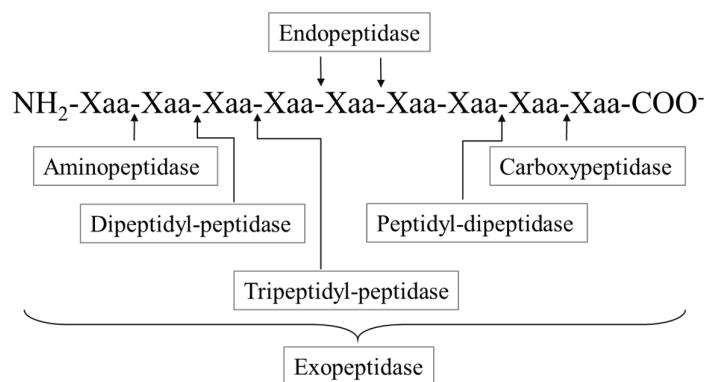 Endopeptidase
NH₂-Xaa-Xaa-Xaa-Xaa-Xaa-Xaa-Xaa-Xaa-Xaa-COO⁻
Aminopeptidase
Carboxypeptidase
Dipeptidyl-peptidase
Peptidyl-dipeptidase
Tripeptidyl-peptidase
Exopeptidase